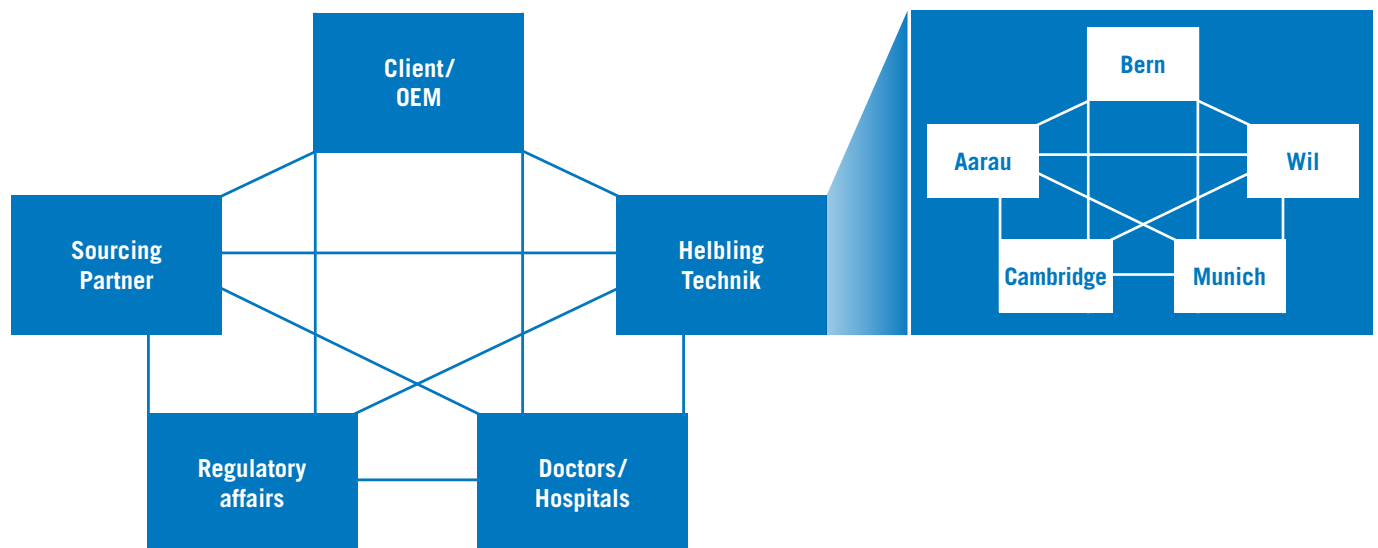 Client/
OEM
Sourcing
Partner
Helbling
Technik
Regulatory
affairs
Doctors/
Hospitals
Bern
Aarau
Wil
Cambridge
Munich